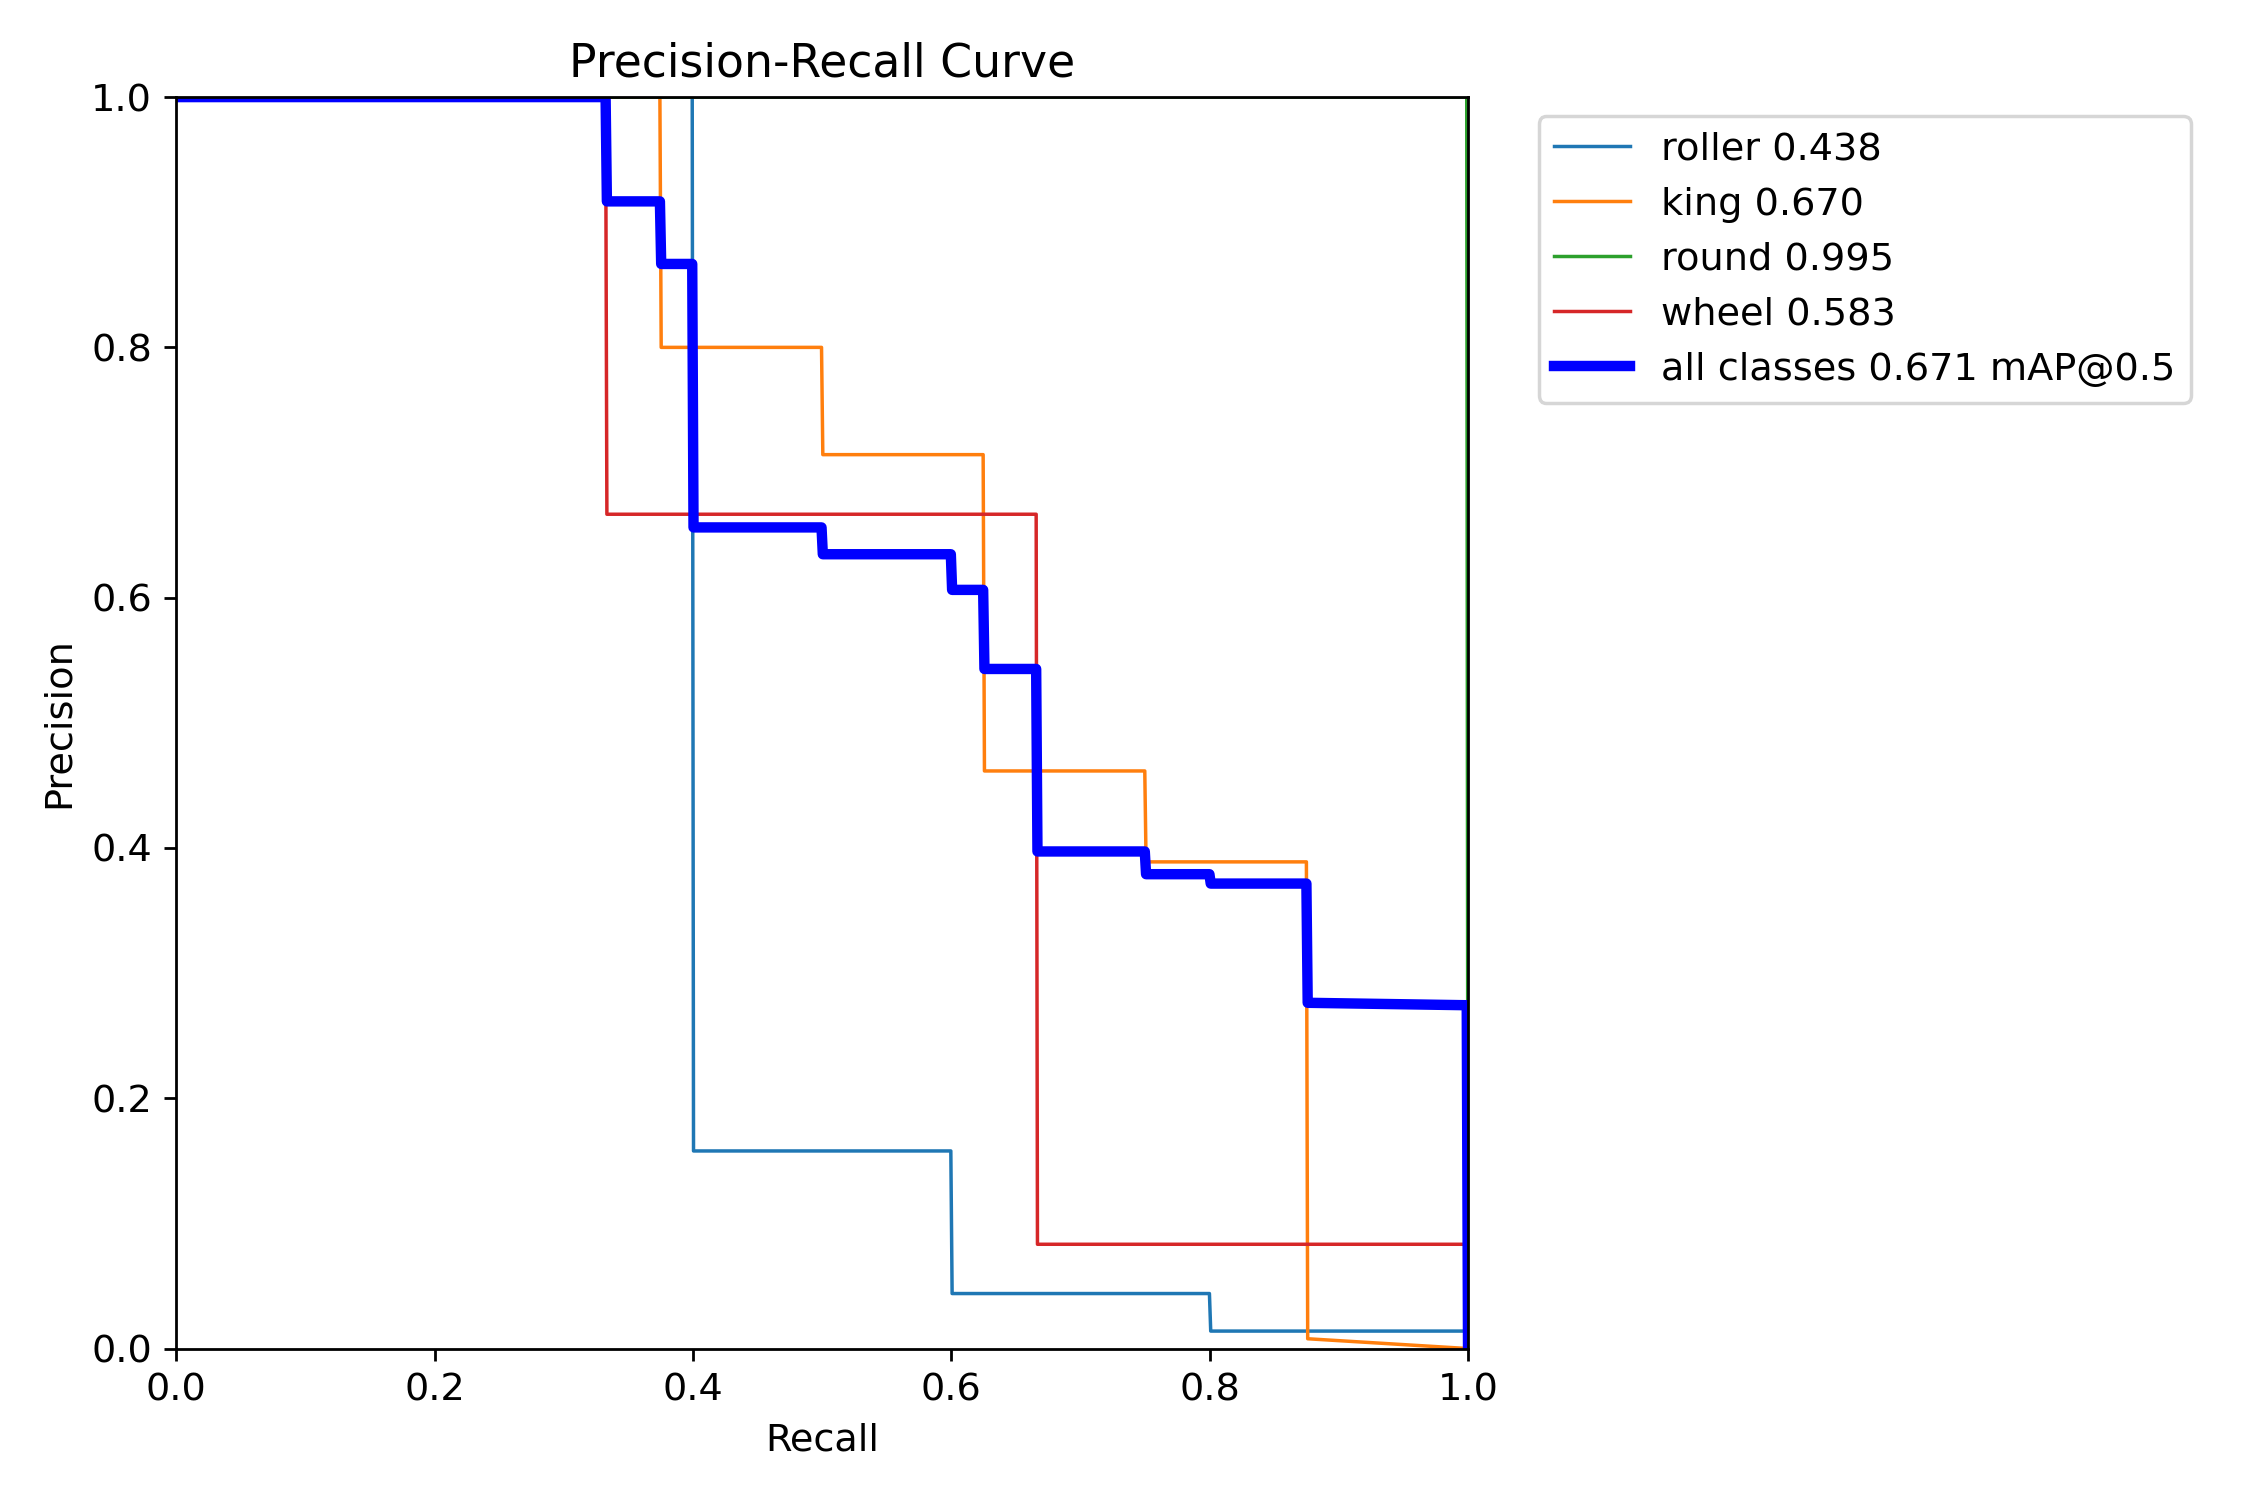 Precision-Recall Curve
1.0
0.8
0.6
0.4
0.2
0.0
Precision
0.0 0.2 0.4 0.6 0.8 1.0
Recall
roller 0.438
king 0.670
round 0.995
wheel 0.583
all classes 0.671 mAP@0.5